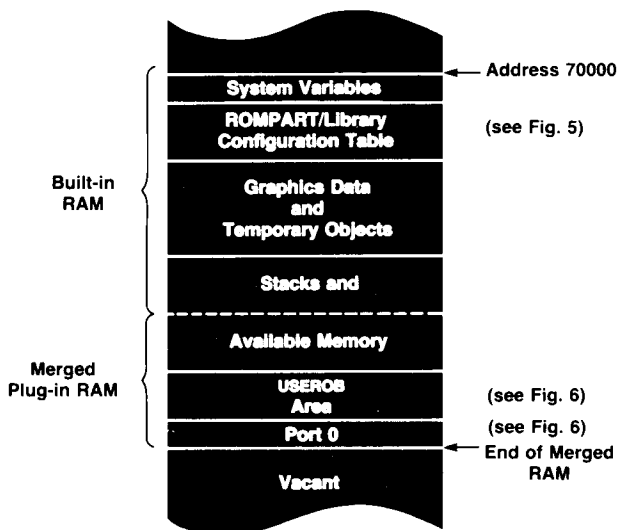 Address 70000
System Variables
ROMPART/Library
Configuration Table
(see Fig. 5)
Built-in
RAM
Graphics Data
and
Temporary Objects
Stacks and
Available Memory
Merged
Plug-in RAM
USEROB
Area
(see Fig. 6)
Port 0
(see Fig. 6)
End of Merged
RAM
Vacant